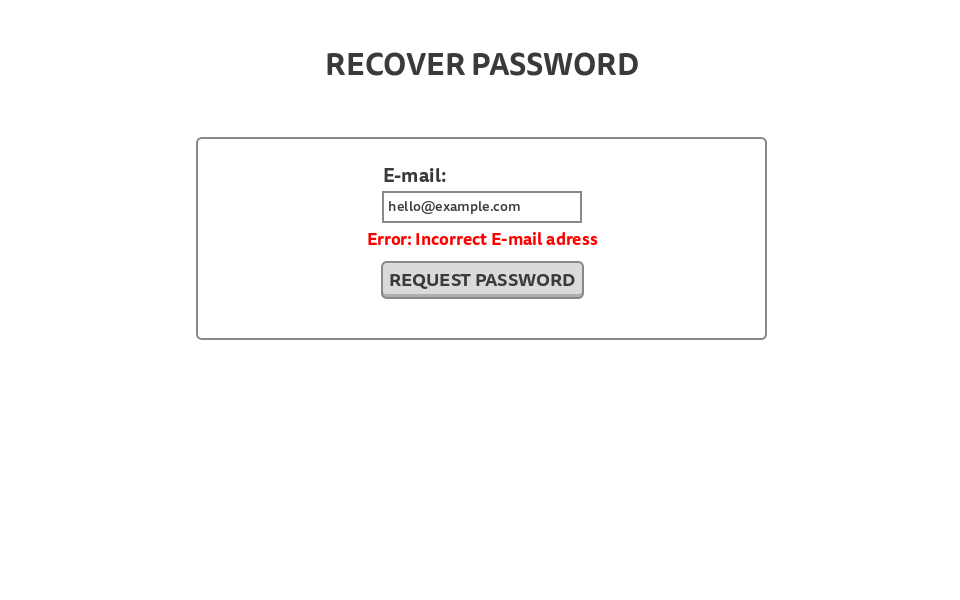 RECOVER PASSWORD
E-mail:
hello@example.com
Error: Incorrect E-mail adress
REQUEST PASSWORD